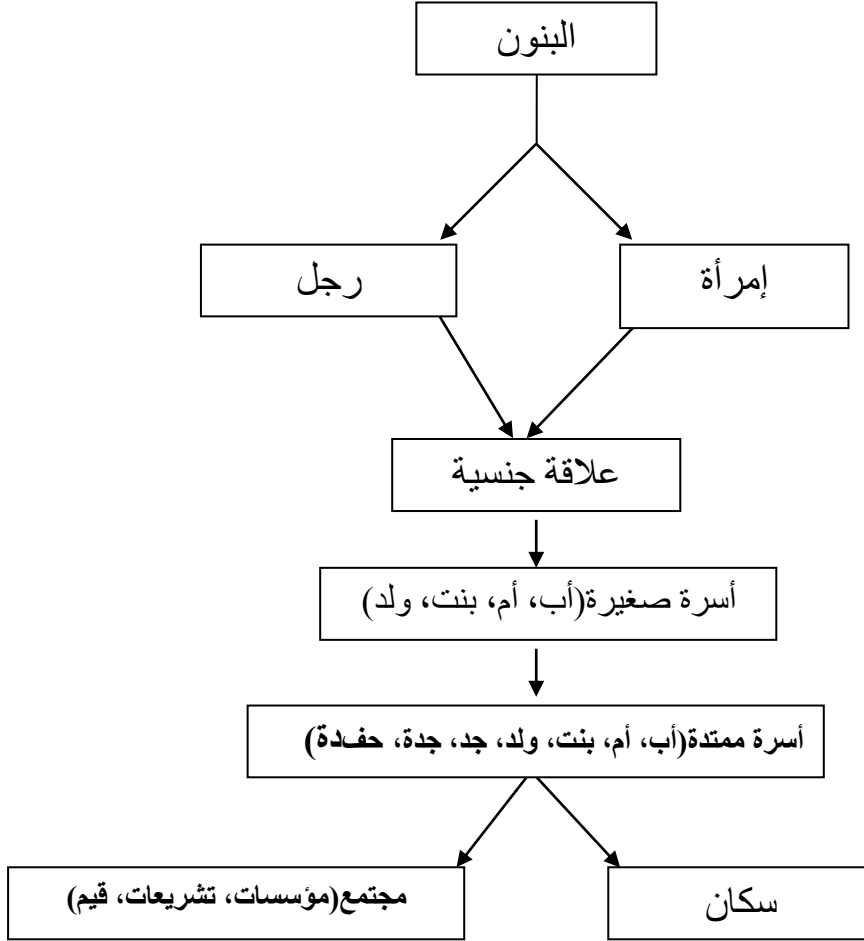 البنون
إمرأة
رجل
علاقة جنسية
أسرة صغيرة(أب، أم، بنت، ولد)
أسرة ممتدة(أب، أم، بنت، ولد، جد، جدة، حفدة)
سكان
مجتمع(مؤسسات، تشريعات، قيم)